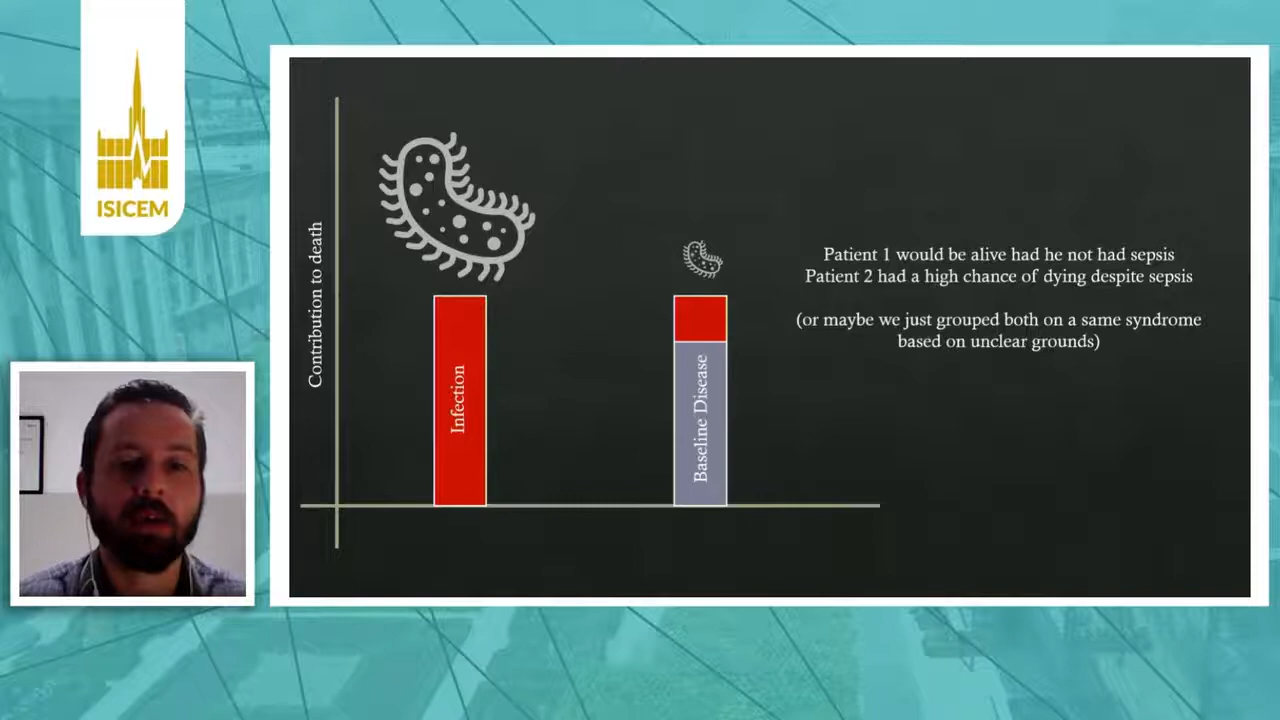 ISICEM
Contribution to death
Infection
Baseline Disease
Patient 1 would be alive had he not had sepsis
Patient 2 had a high chance of dying despite sepsis
(or maybe we just grouped both on a same syndrome
based on unclear grounds)